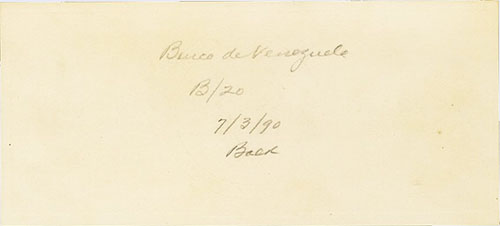 Banco de Venezuela
B/20
7/3/90
Back